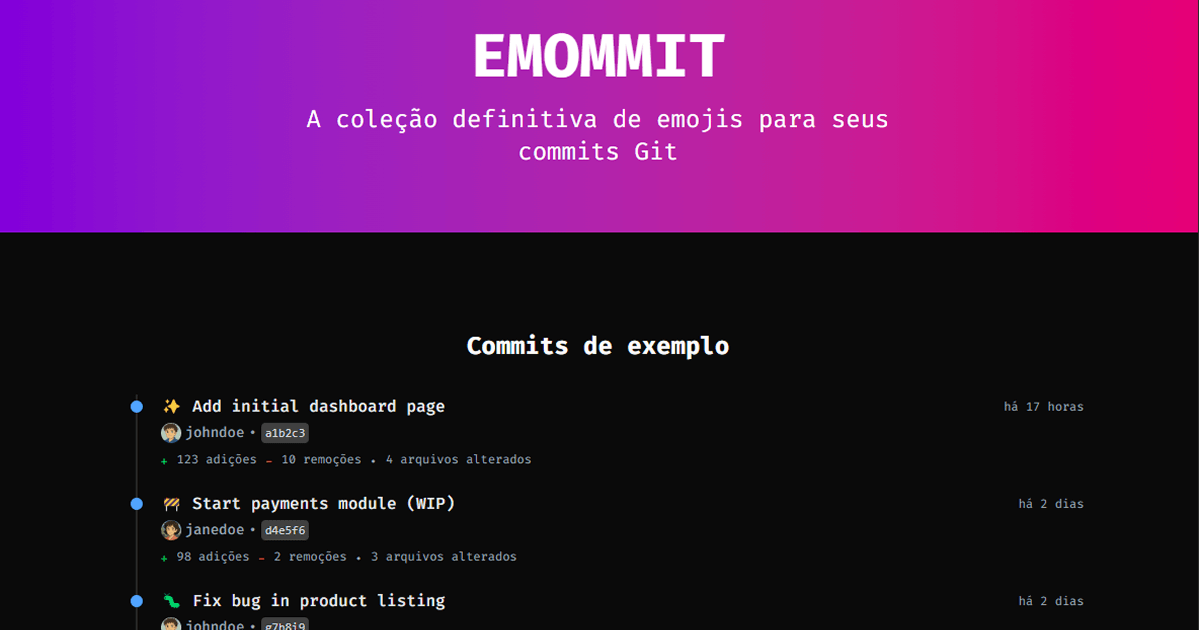 EMOMMIT
A coleção definitiva de emojis para seus
commits Git
Commits de exemplo
✨ Add initial dashboard page
há 17 horas
johndoe • a1b2c3
+ 123 adições – 10 remoções • 4 arquivos alterados
🚧 Start payments module (WIP)
há 2 dias
janedoe • d4e5f6
+ 98 adições – 2 remoções • 3 arquivos alterados
🐛 Fix bug in product listing
há 2 dias
johndoe • g7h8i9